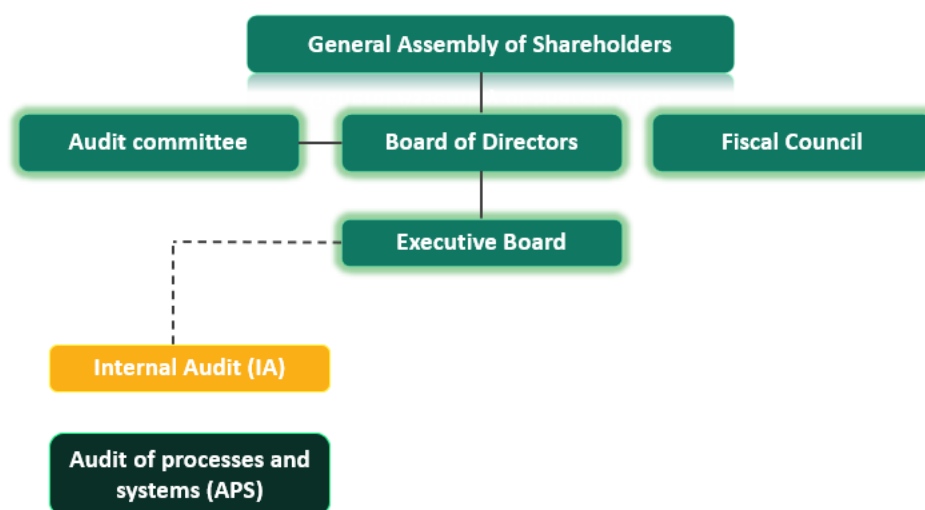 General Assembly of Shareholders
Audit committee
Board of Directors
Fiscal Council
Executive Board
Internal Audit (IA)
Audit of processes and
systems (APS)